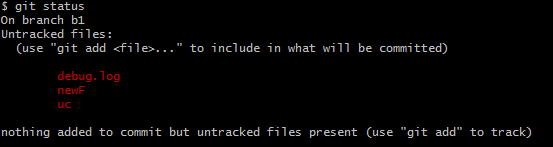 $ git status
On branch b1
Untracked files:
(use "git add <file>..." to include in what will be committed)
debug.log
newF
uc
nothing added to commit but untracked files present (use "git add" to track)